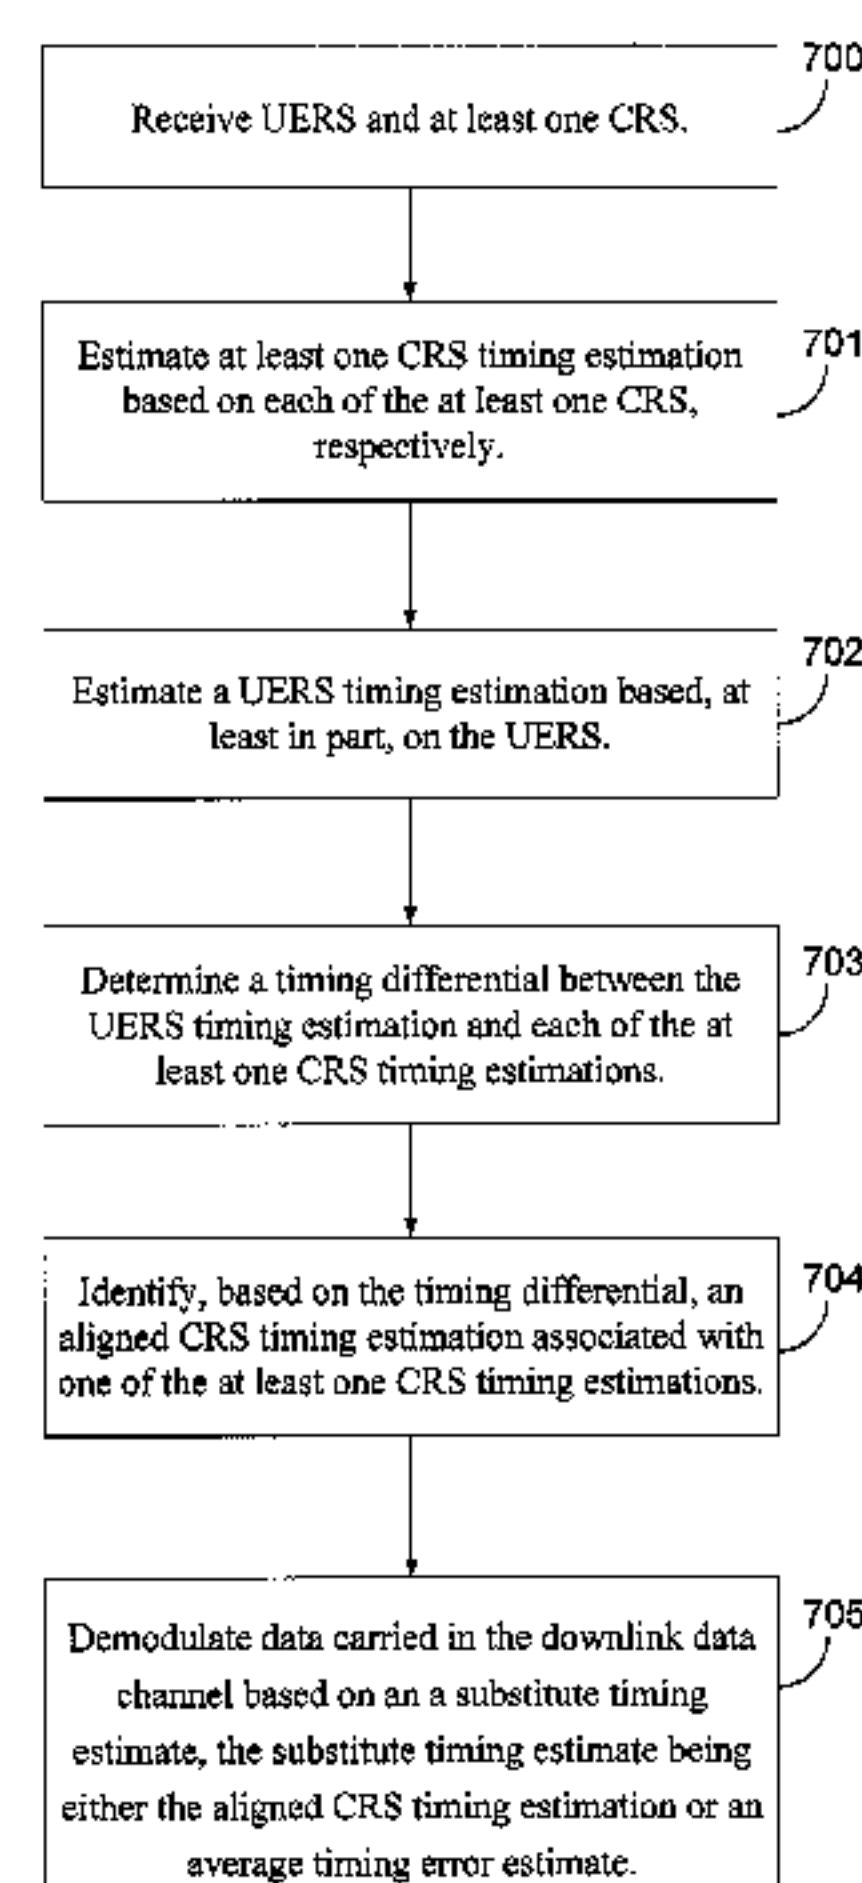 700
Receive UERS and at least one CRS.
701
Estimate at least one CRS timing estimation
based on each of the at least one CRS,
respectively.
702
Estimate a UERS timing estimation based, at
least in part, on the UERS.
703
Determine a timing differential between the
UERS timing estimation and each of the at
least one CRS timing estimations.
704
Identify, based on the timing differential, an
aligned CRS timing estimation associated with
one of the at least one CRS timing estimations.
705
Demodulate data carried in the downlink data
channel based on an a substitute timing
estimate, the substitute timing estimate being
either the aligned CRS timing estimation or an
average timing error estimate.